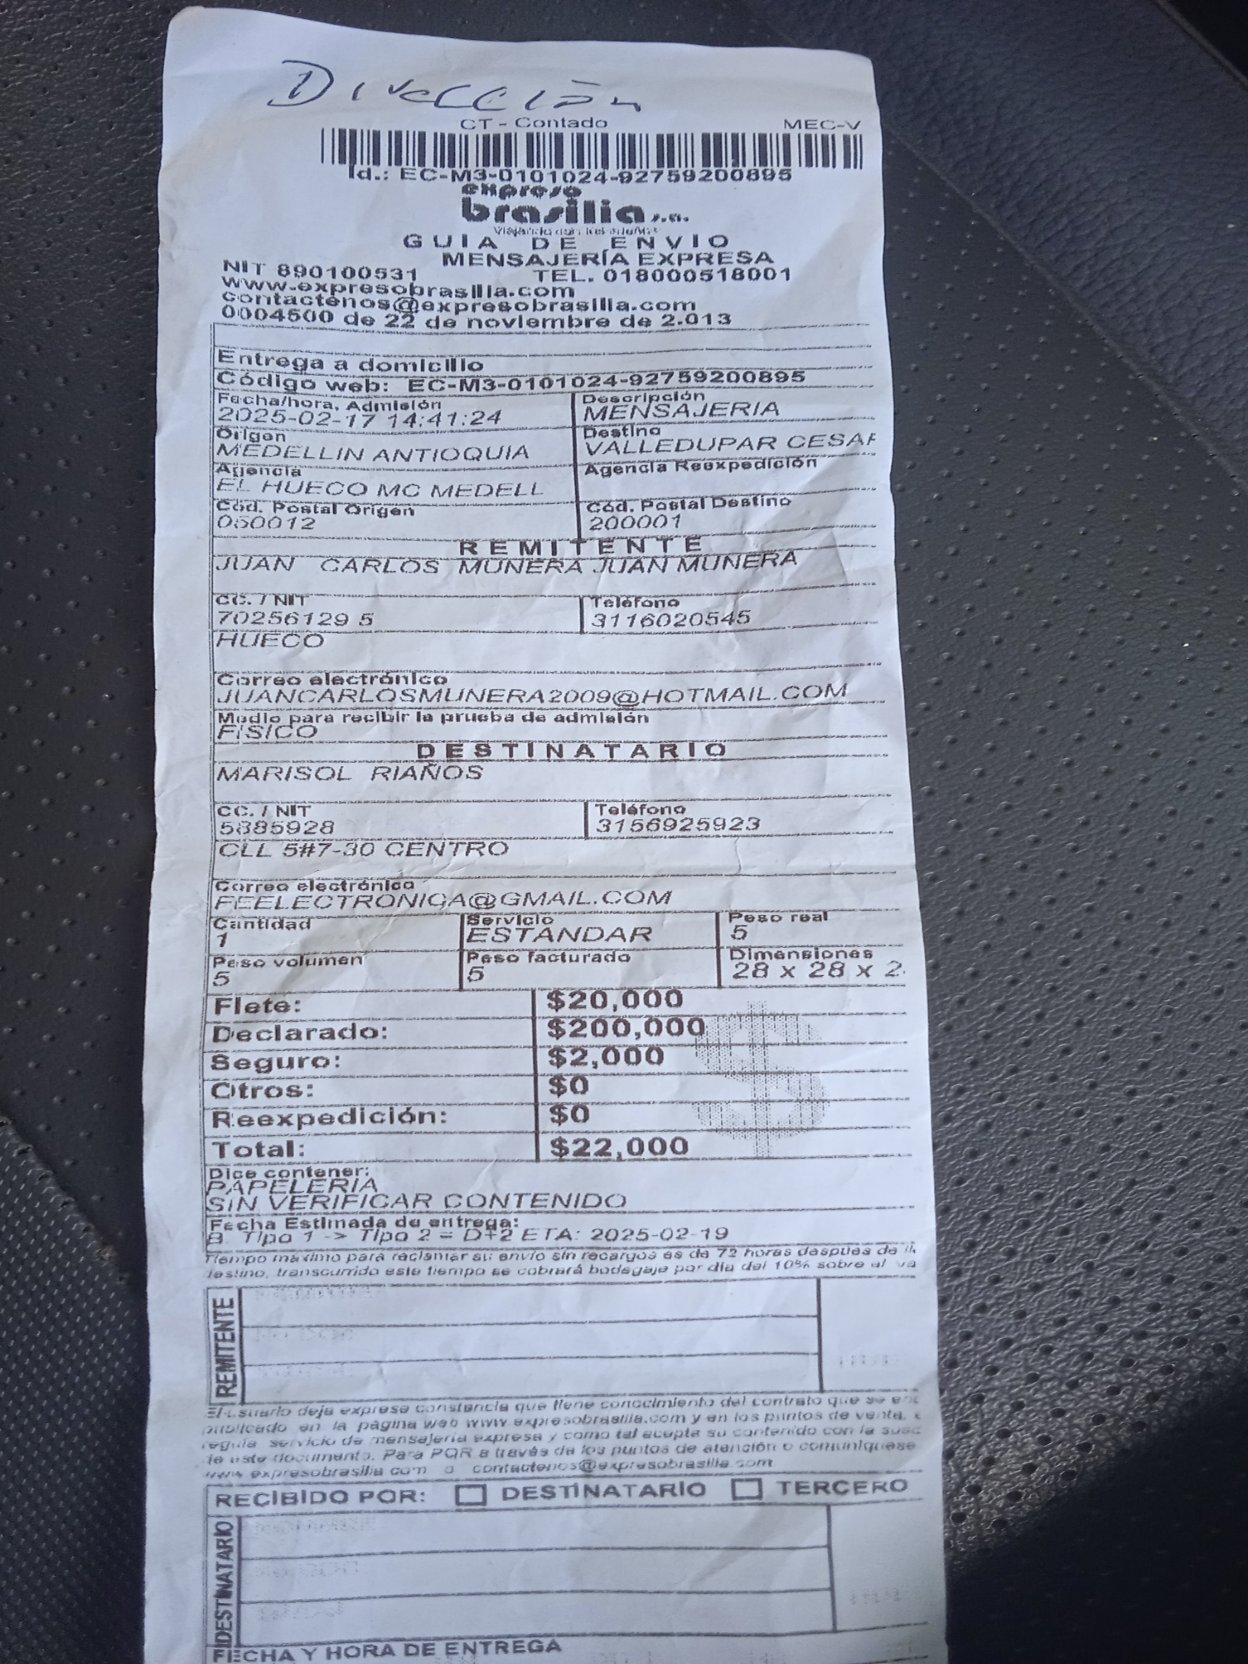 Dirección
CT - Contado MEC-V
Id.: EC-M3-0101024-92759200895
expreso
brasilia s.a.
GUIA DE ENVIO
MENSAJERÍA EXPRESA
NIT 890100531 TEL. 018000518001
www.expresobrasilia.com
contactenos@expresobrasilia.com
0004500 de 22 de noviembre de 2.013
Entrega a domicilio
Código web: EC-M3-0101024-92759200895
Fecha/hora, Admisión Descripción
2025-02-17 14:41:24 MENSAJERIA
Origen Destino
MEDELLIN ANTIOQUIA VALLEDUPAR CESAR
Agencia Agencia Reexpedición
EL HUECO MC MEDELL
Cód. Postal Origen Cód. Postal Destino
050012 200001
REMITENTE
JUAN CARLOS MUNERA JUAN MUNERA
CC. / NIT Teléfono
70256129 5 3116020545
HUECO
Correo electrónico
JUANCARLOSMUNERA2009@HOTMAIL.COM
Medio para recibir la prueba de admisión
FISICO
DESTINATARIO
MARISOL RIAÑOS
CC. / NIT Teléfono
5385928 3156925923
CLL 5#7-30 CENTRO
Correo electrónico
FEELECTRONICA@GMAIL.COM
Cantidad Servicio Peso real
1 ESTANDAR 5
Peso volumen Peso facturado Dimensiones
5 5 28 x 28 x 2
Flete: $20,000
Declarado: $200,000
Seguro: $2,000
Otros: $0
Reexpedición: $0
Total: $22,000
Dice contener:
PAPELERIA
SIN VERIFICAR CONTENIDO
Fecha Estimada de entrega:
8 Tipo 1 -> Tipo 2 = D+2 ETA: 2025-02-19
Tiempo máximo para reclamar su envío sin recargos es de 72 horas después de
destino, transcurrido este tiempo se cobrará bodegaje por día del 10% sobre el va
REMITENTE
El usuario deja expresa constancia que tiene conocimiento del contrato que se en
publicado en la página web www.expresobrasilia.com y en los puntos de venta,
regula servicio de mensajería expresa y como tal acepta su contenido con la susc
de este documento. Para PQR a través de los puntos de atención o comuníquese
www.expresobrasilia.com o contactenos@expresobrasilia.com
RECIBIDO POR: DESTINATARIO TERCERO
DESTINATARIO
FECHA Y HORA DE ENTREGA